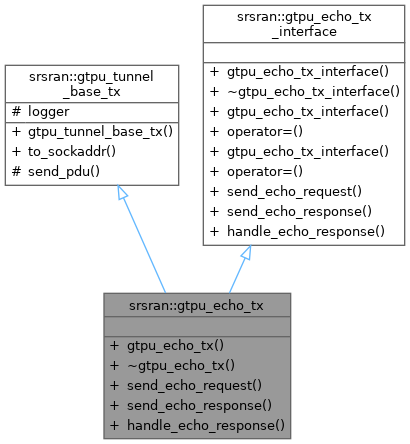 srsran::gtpu_tunnel
_base_tx
# logger
+ gtpu_tunnel_base_tx()
+ to_sockaddr()
# send_pdu()
srsran::gtpu_echo_tx
_interface
+ gtpu_echo_tx_interface()
+ ~gtpu_echo_tx_interface()
+ gtpu_echo_tx_interface()
+ operator=()
+ gtpu_echo_tx_interface()
+ operator=()
+ send_echo_request()
+ send_echo_response()
+ handle_echo_response()
srsran::gtpu_echo_tx
+ gtpu_echo_tx()
+ ~gtpu_echo_tx()
+ send_echo_request()
+ send_echo_response()
+ handle_echo_response()